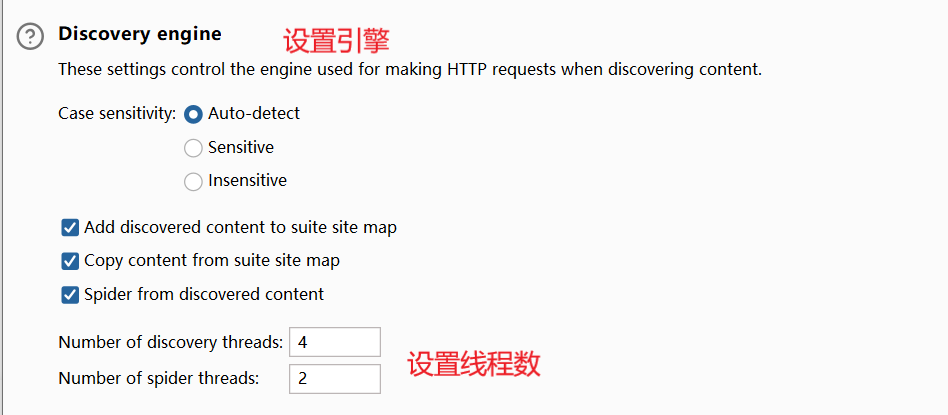 Discovery engine
设置引擎
These settings control the engine used for making HTTP requests when discovering content.
Case sensitivity: Auto-detect
Sensitive
Insensitive
Add discovered content to suite site map
Copy content from suite site map
Spider from discovered content
Number of discovery threads: 4
设置线程数
Number of spider threads: 2